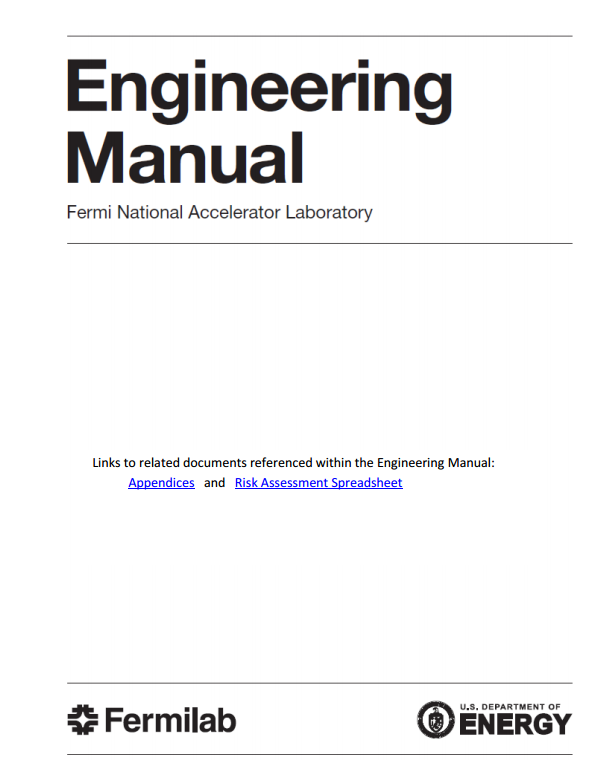 Engineering
Manual
Fermi National Accelerator Laboratory
Links to related documents referenced within the Engineering Manual:
Appendices and Risk Assessment Spreadsheet
Fermilab
U.S. DEPARTMENT OF
ENERGY